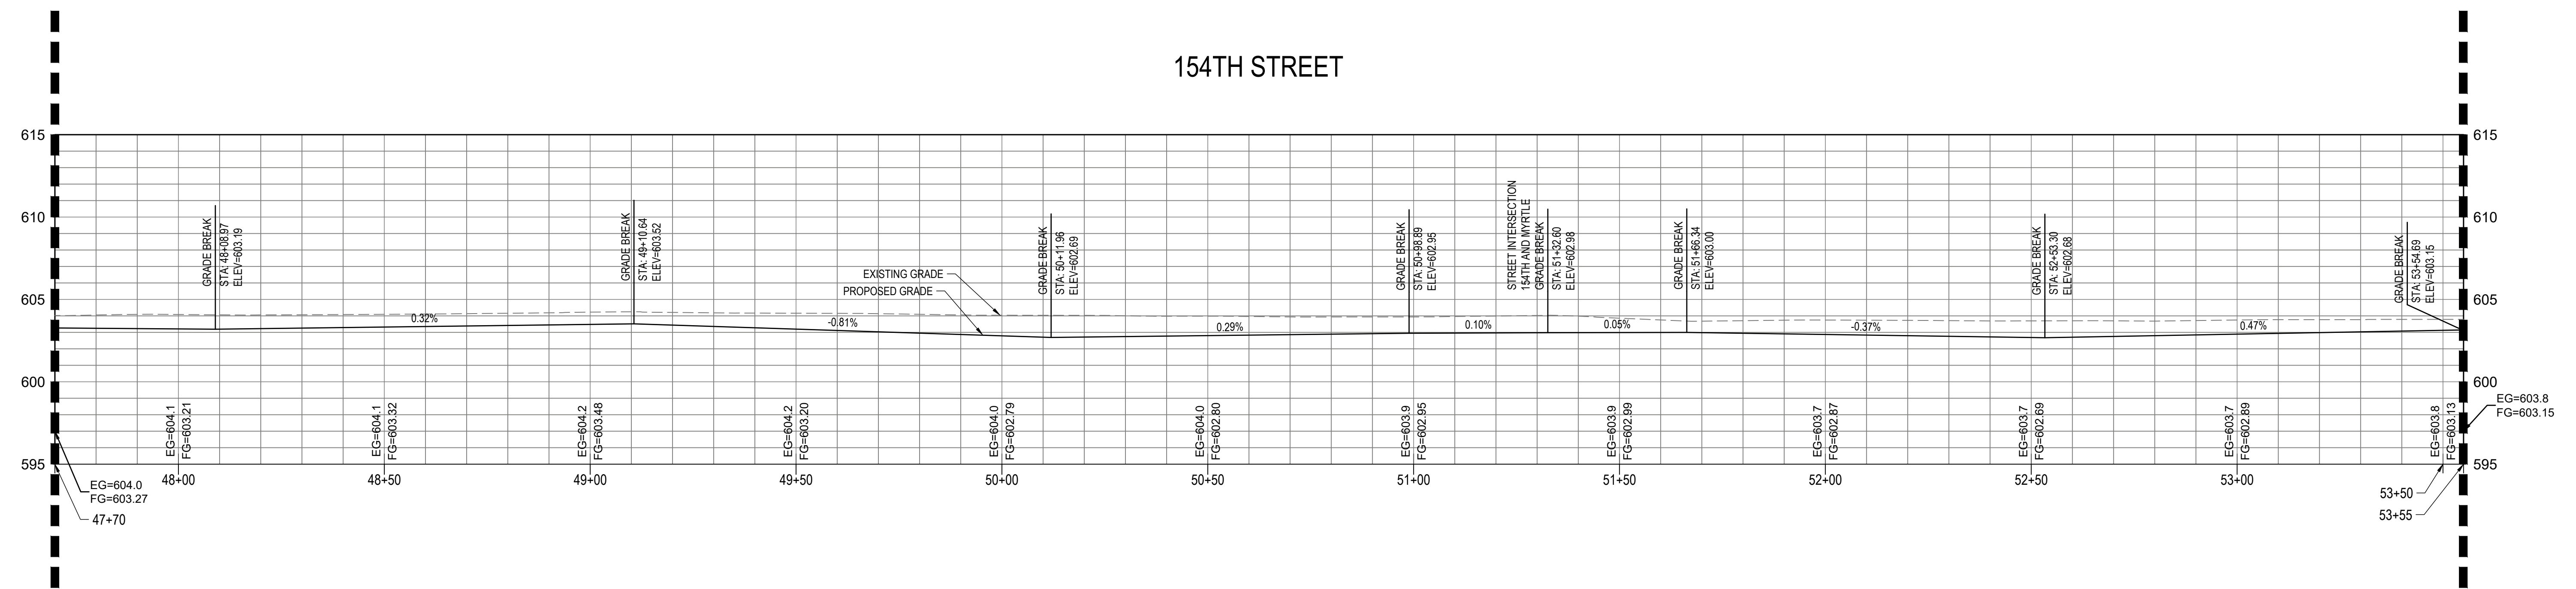 154TH STREET
615
615
610
610
605
605
600
600
595
595
GRADE BREAK
STA: 48+08.97
ELEV=603.19
GRADE BREAK
STA: 49+10.64
ELEV=603.52
GRADE BREAK
STA: 50+11.96
ELEV=602.69
GRADE BREAK
STA: 50+98.89
ELEV=602.95
STREET INTERSECTION
154TH AND MYRTLE
GRADE BREAK
STA: 51+32.60
ELEV=602.98
GRADE BREAK
STA: 51+66.34
ELEV=603.00
GRADE BREAK
STA: 52+53.30
ELEV=602.68
GRADE BREAK
STA: 53+54.69
ELEV=603.15
EXISTING GRADE
PROPOSED GRADE
0.32%
-0.81%
0.29%
0.10%
0.05%
-0.37%
0.47%
EG=604.1
FG=603.21
EG=604.1
FG=603.32
EG=604.2
FG=603.48
EG=604.2
FG=603.20
EG=604.0
FG=602.79
EG=604.0
FG=602.80
EG=603.9
FG=602.95
EG=603.9
FG=602.99
EG=603.7
FG=602.87
EG=603.7
FG=602.69
EG=603.7
FG=602.89
EG=603.8
FG=603.13
EG=603.8
FG=603.15
EG=604.0
FG=603.27
47+70
48+00
48+50
49+00
49+50
50+00
50+50
51+00
51+50
52+00
52+50
53+00
53+50
53+55